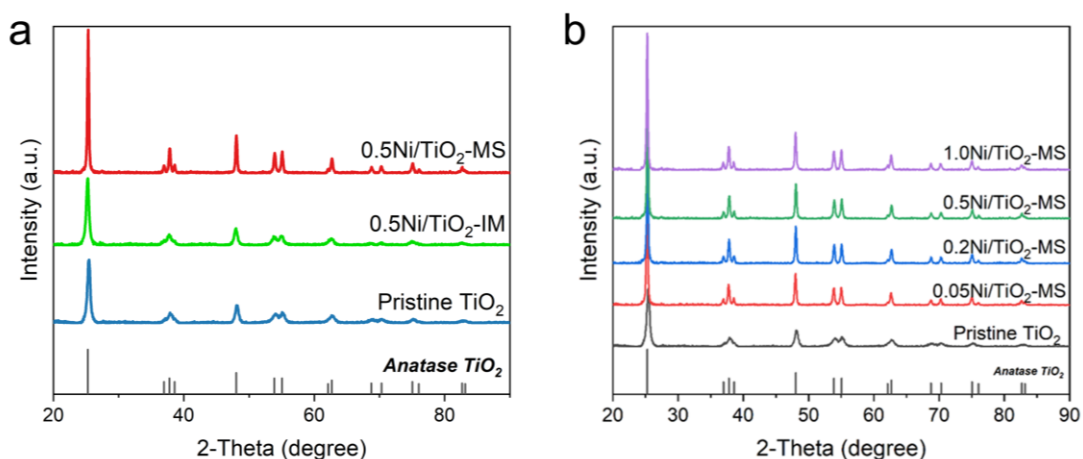 a
0.5Ni/TiO₂-MS
0.5Ni/TiO₂-IM
Pristine TiO₂
Anatase TiO₂
Intensity (a.u.)
20 40 60 80
2-Theta (degree)
b
1.0Ni/TiO₂-MS
0.5Ni/TiO₂-MS
0.2Ni/TiO₂-MS
0.05Ni/TiO₂-MS
Pristine TiO₂
Anatase TiO₂
Intensity (a.u.)
20 30 40 50 60 70 80 90
2-Theta (degree)